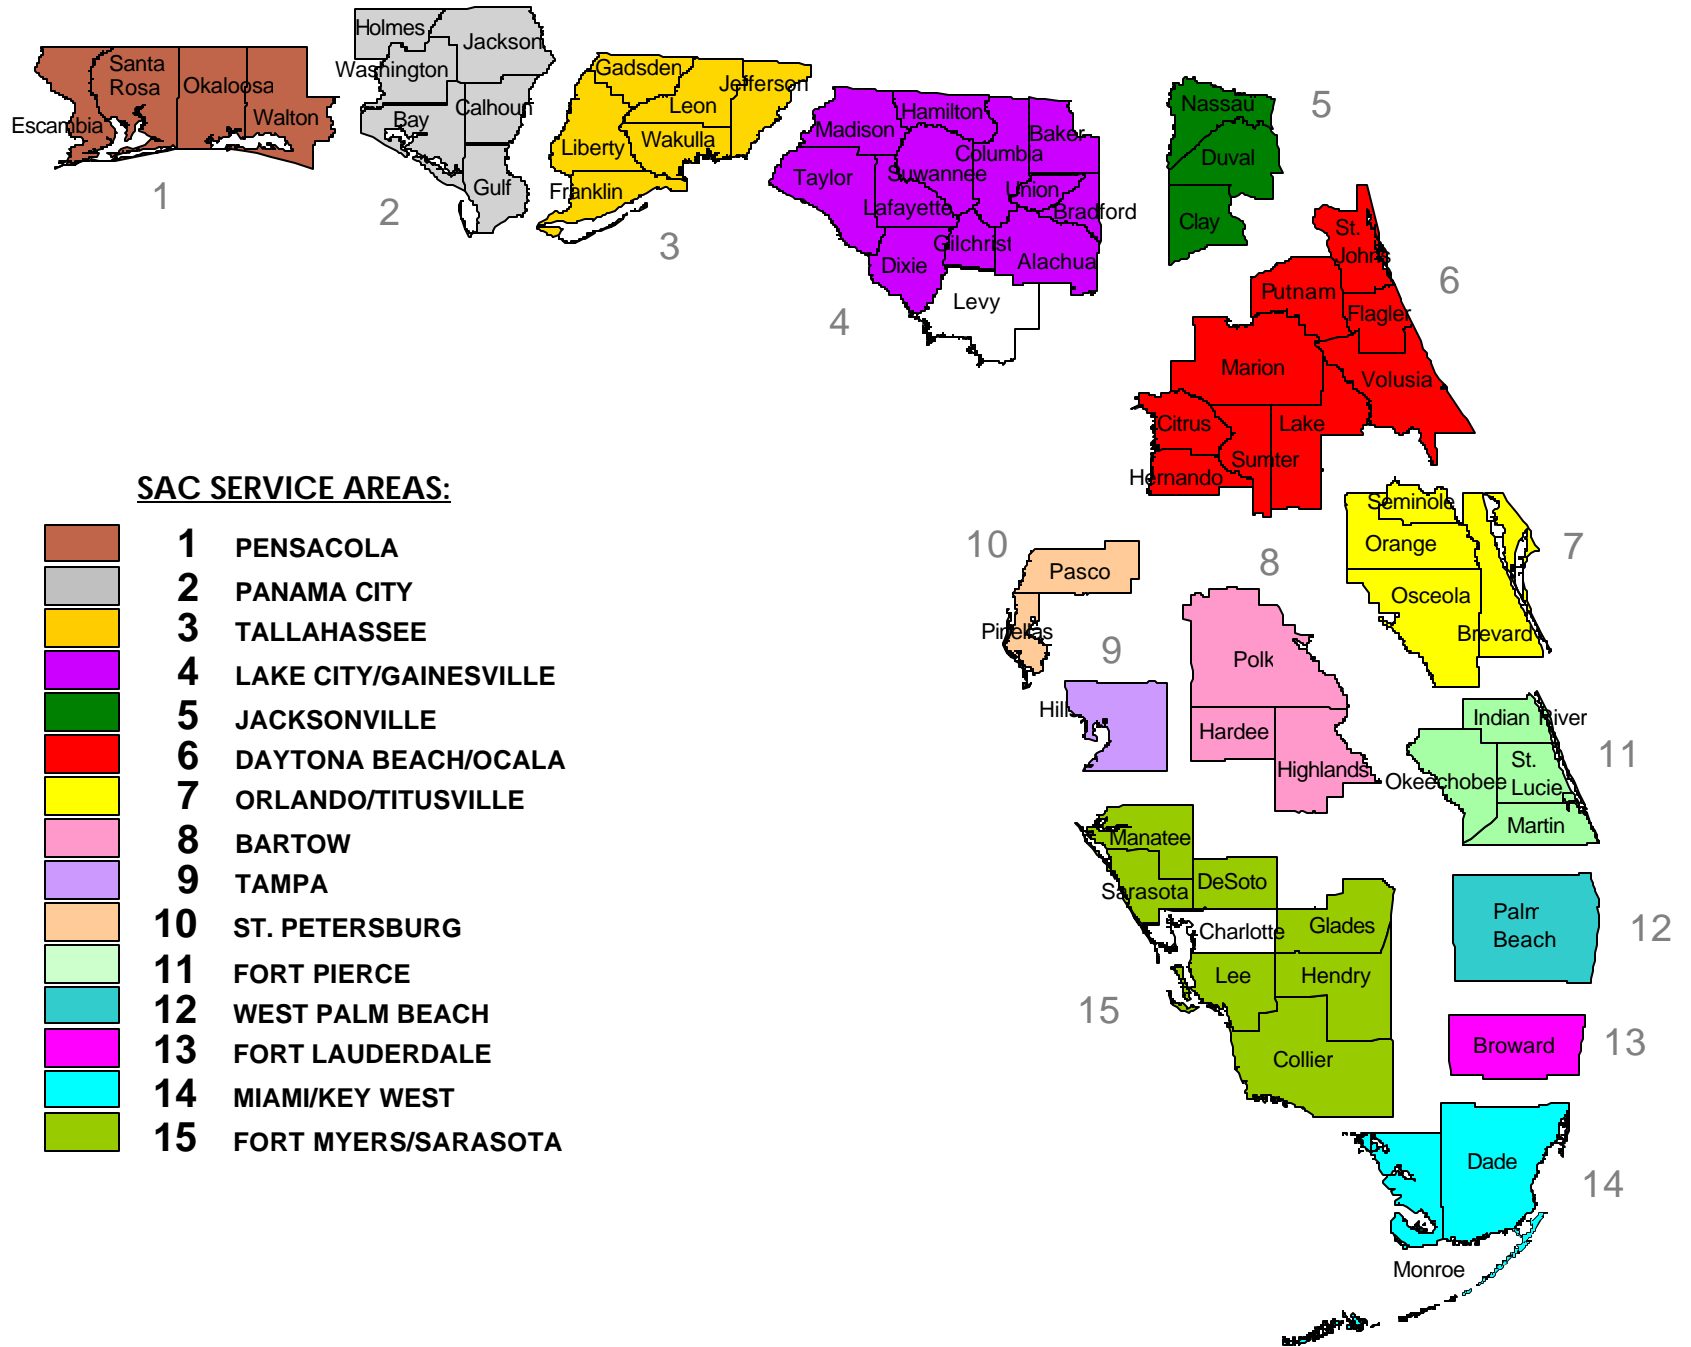 Holmes
Jackson
Washington
Calhoun
Bay
Gulf
2
Santa
Rosa
Okaloosa
Walton
Escambia
1
Gadsden
Jefferson
Leon
Wakulla
Liberty
Franklin
3
Hamilton
Madison
Baker
Columbia
Suwannee
Taylor
Union
Lafayette
Bradford
Gilchrist
Alachua
Dixie
Levy
4
Nassau
5
Duval
Clay
St.
Johns
6
Putnam
Flagler
Marion
Volusia
Citrus
Lake
Sumter
Hernando
SAC SERVICE AREAS:
1 PENSACOLA
2 PANAMA CITY
3 TALLAHASSEE
4 LAKE CITY/GAINESVILLE
5 JACKSONVILLE
6 DAYTONA BEACH/OCALA
7 ORLANDO/TITUSVILLE
8 BARTOW
9 TAMPA
10 ST. PETERSBURG
11 FORT PIERCE
12 WEST PALM BEACH
13 FORT LAUDERDALE
14 MIAMI/KEY WEST
15 FORT MYERS/SARASOTA
Seminole
Orange
7
Osceola
Brevard
10
Pasco
Pinellas
8
9
Polk
Hill
Hardee
Highlands
Indian River
11
St.
Lucie
Okeechobee
Martin
Manatee
Sarasota
DeSoto
Charlotte
Glades
Lee
Hendry
15
Collier
Palm
Beach
12
Broward
13
Dade
14
Monroe